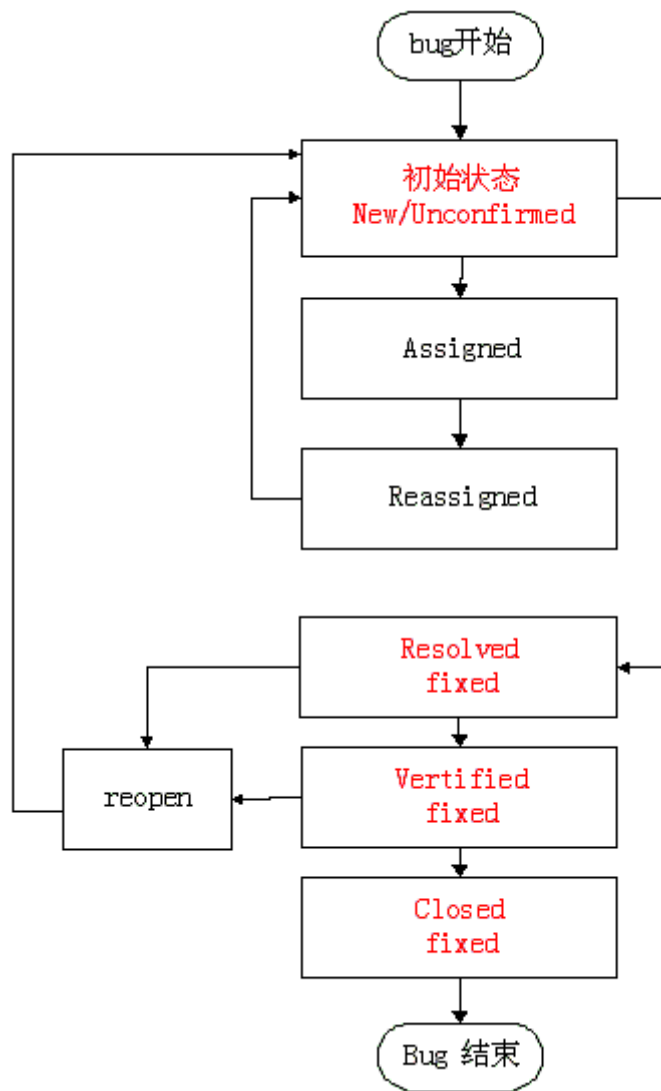 bug开始
初始状态
New/Unconfirmed
Assigned
Reassigned
Resolved
fixed
reopen
Vertified
fixed
Closed
fixed
Bug 结束